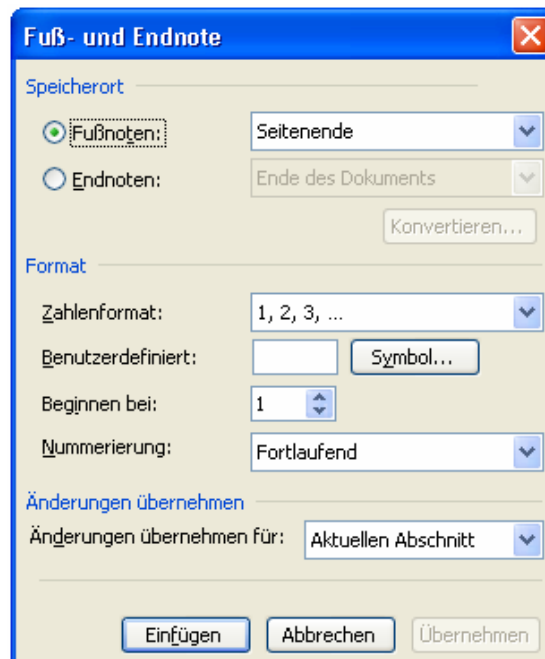 Fuß- und Endnote
Speicherort
Fußnoten: Seitenende
Endnoten: Ende des Dokuments
Konvertieren...
Format
Zahlenformat: 1, 2, 3, ...
Benutzerdefiniert: Symbol...
Beginnen bei: 1
Nummerierung: Fortlaufend
Änderungen übernehmen
Änderungen übernehmen für: Aktuellen Abschnitt
Einfügen Abbrechen Übernehmen